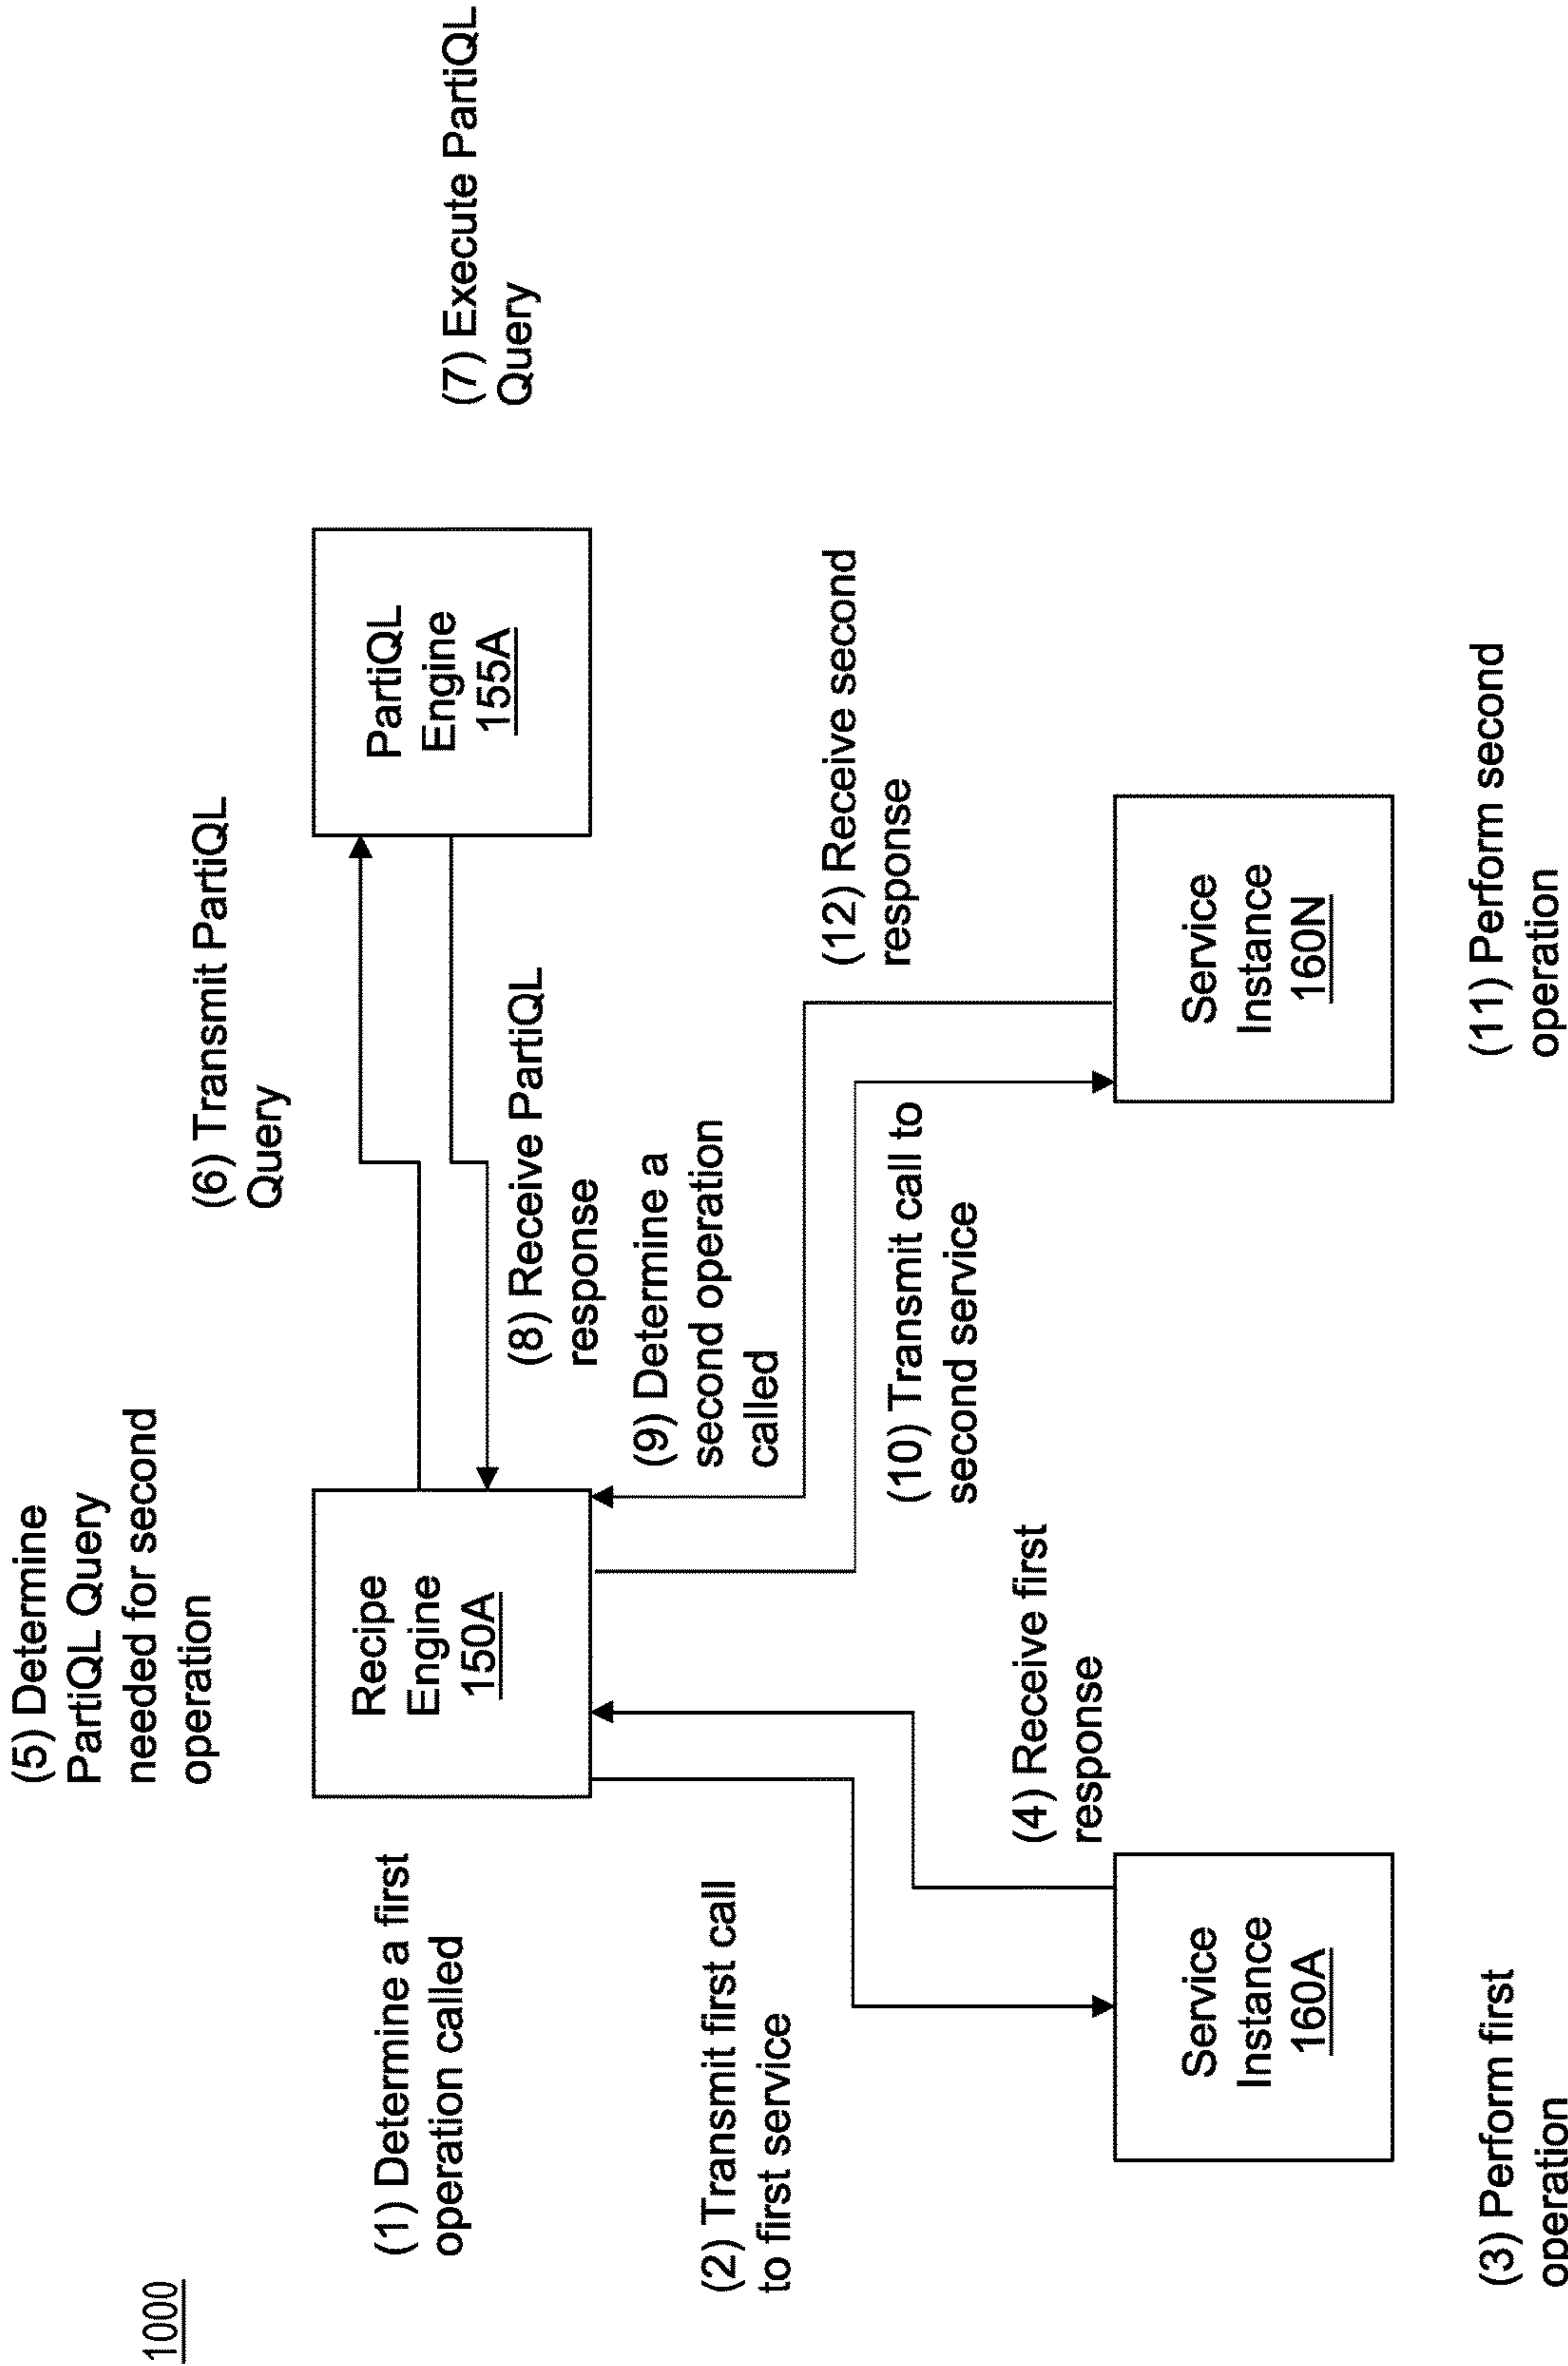 1000
(5) Determine
PartiQL Query
needed for second
operation
(6) Transmit PartiQL
Query
(1) Determine a first
operation called
Recipe
Engine
150A
PartiQL
Engine
155A
(7) Execute PartiQL
Query
(8) Receive PartiQL
response
(9) Determine a
second operation
called
(2) Transmit first call
to first service
(12) Receive second
response
(10) Transmit call to
second service
(4) Receive first
response
Service
Instance
160A
Service
Instance
160N
(3) Perform first
operation
(11) Perform second
operation